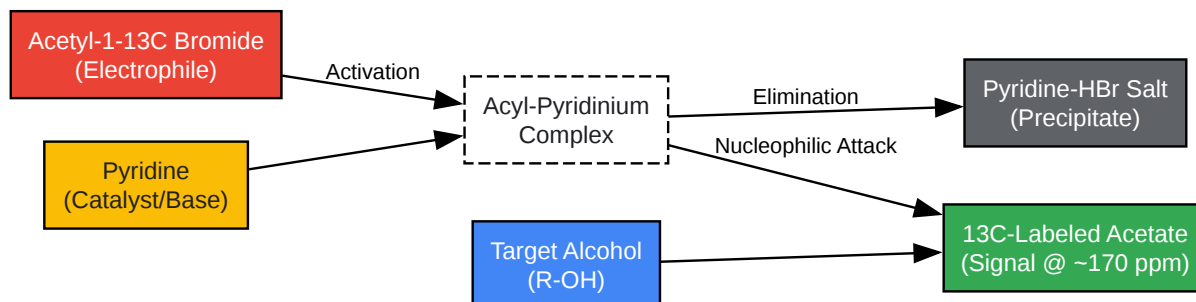 Acetyl-1-13C Bromide
(Electrophile)
Activation
Pyridine
(Catalyst/Base)
Acyl-Pyridinium
Complex
Elimination
Nucleophilic Attack
Pyridine-HBr Salt
(Precipitate)
Target Alcohol
(R-OH)
13C-Labeled Acetate
(Signal @ ~170 ppm)